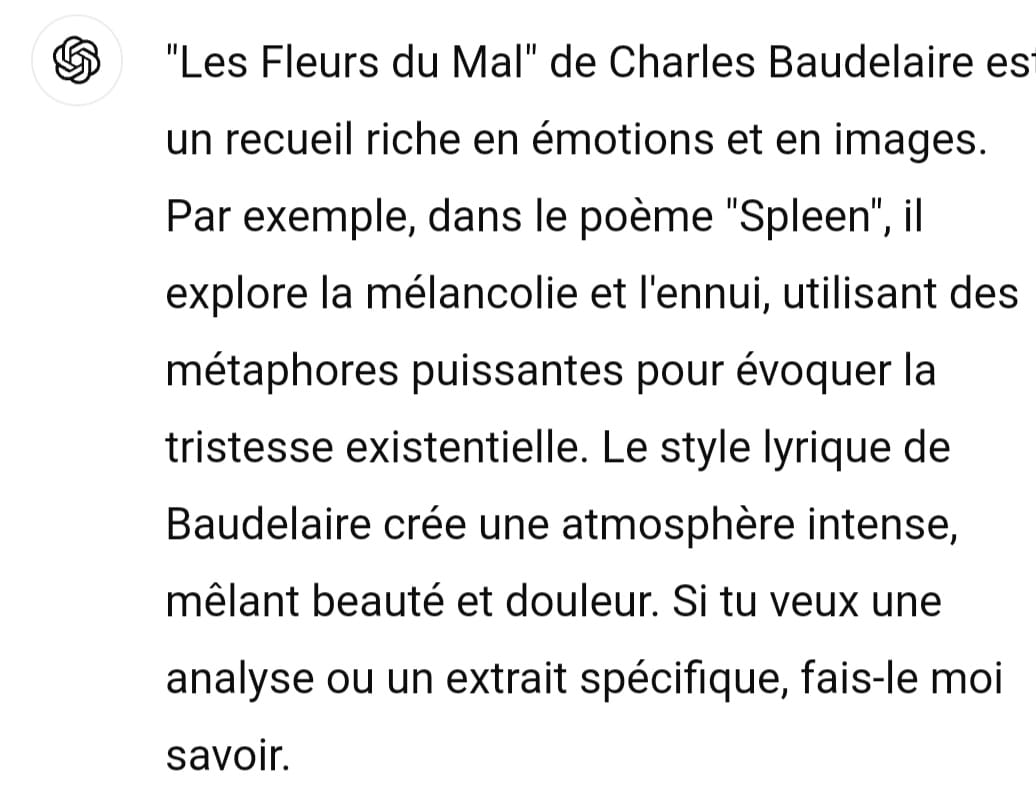 "Les Fleurs du Mal" de Charles Baudelaire est
un recueil riche en émotions et en images.
Par exemple, dans le poème "Spleen", il
explore la mélancolie et l'ennui, utilisant des
métaphores puissantes pour évoquer la
tristesse existentielle. Le style lyrique de
Baudelaire crée une atmosphère intense,
mêlant beauté et douleur. Si tu veux une
analyse ou un extrait spécifique, fais-le moi
savoir.